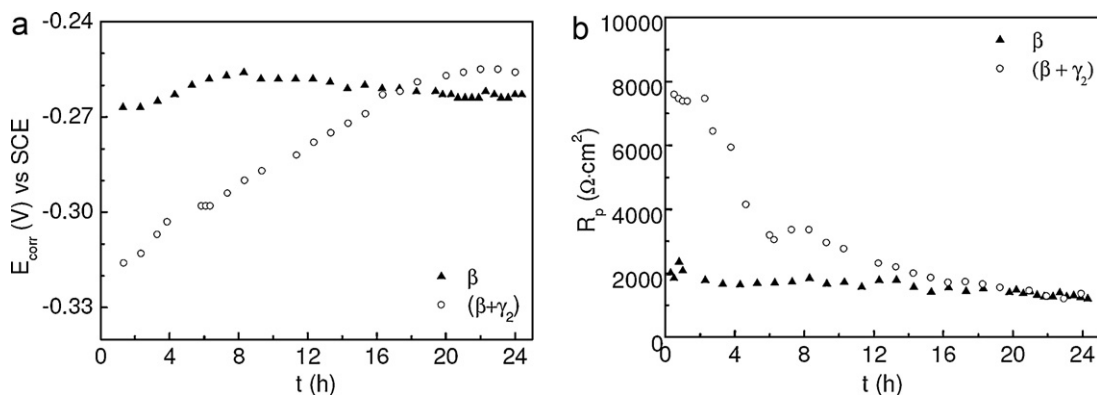 a
-0.24
-0.27
-0.30
-0.33
E_corr (V) vs SCE
β
(β+γ₂)
0 4 8 12 16 20 24
t (h)
b
10000
8000
6000
4000
2000
0
R_p (Ω·cm²)
β
(β + γ₂)
0 4 8 12 16 20 24
t (h)